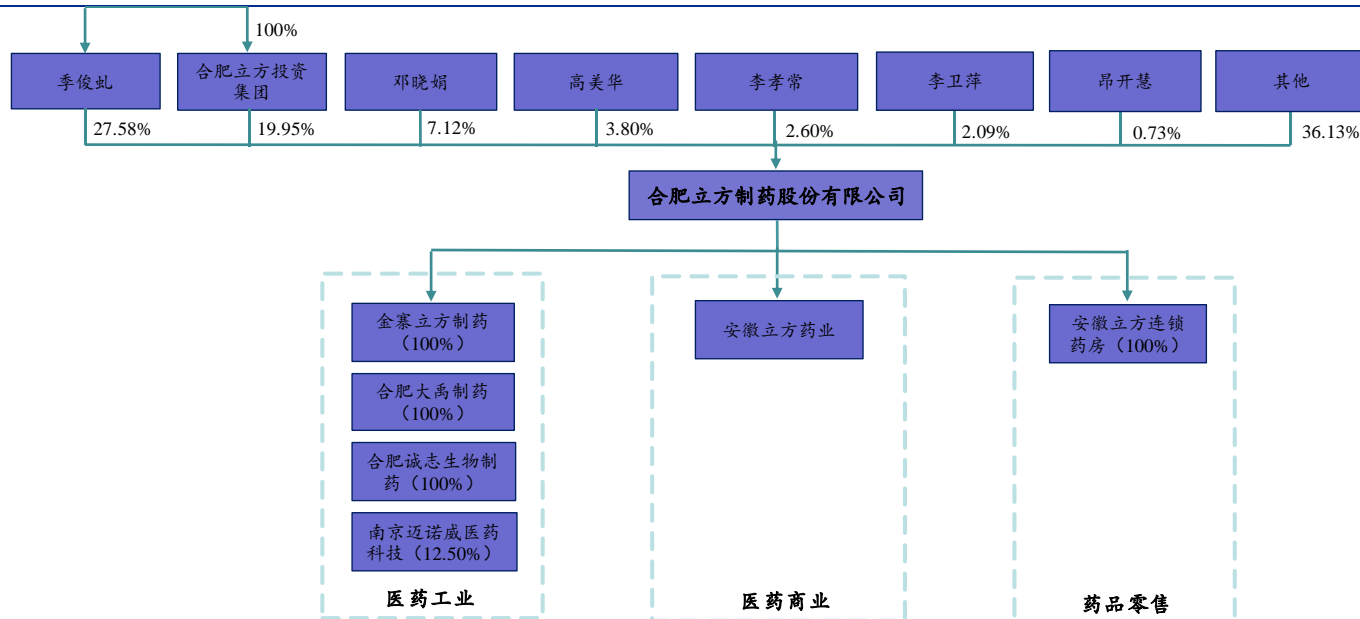 100%
季俊虬
合肥立方投资
集团
邓晓娟
高美华
李孝常
李卫萍
昂开慧
其他
27.58%
19.95%
7.12%
3.80%
2.60%
2.09%
0.73%
36.13%
合肥立方制药股份有限公司
金寨立方制药
（100%）
合肥大禹制药
（100%）
合肥诚志生物制
药（100%）
南京迈诺威医药
科技（12.50%）
医药工业
安徽立方药业
医药商业
安徽立方连锁
药房（100%）
药品零售